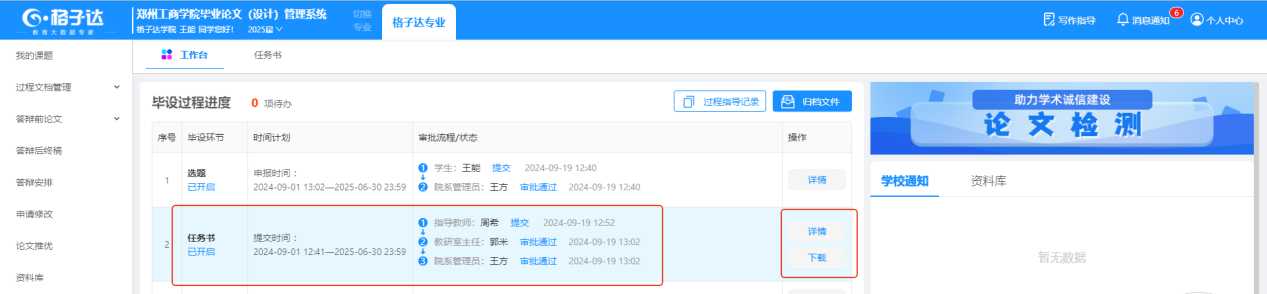 格子达
教育大数据专家
郑州工商学院毕业论文（设计）管理系统
格子达学院 王能 同学您好! 2025届
切换
专业
格子达专业
写作指导
消息通知 6
个人中心
我的课题
过程文档管理
答辩前论文
答辩后终稿
答辩安排
申请修改
论文推优
资料库
工作台 任务书
毕设过程进度 0 项待办
过程指导记录 归档文件
序号 毕设环节 时间计划 审批流程/状态 操作
1
选题
已开启
申报时间：
2024-09-01 13:02—2025-06-30 23:59
1 学生：王能 提交 2024-09-19 12:40
2 院系管理员：王方 审批通过 2024-09-19 12:40
详情
2
任务书
已开启
提交时间：
2024-09-01 12:41—2025-06-30 23:59
1 指导教师：周希 提交 2024-09-19 12:52
2 教研室主任：郭米 审批通过 2024-09-19 13:02
3 院系管理员：王方 审批通过 2024-09-19 13:02
详情
下载
助力学术诚信建设
论文检测
学校通知 资料库
暂无数据